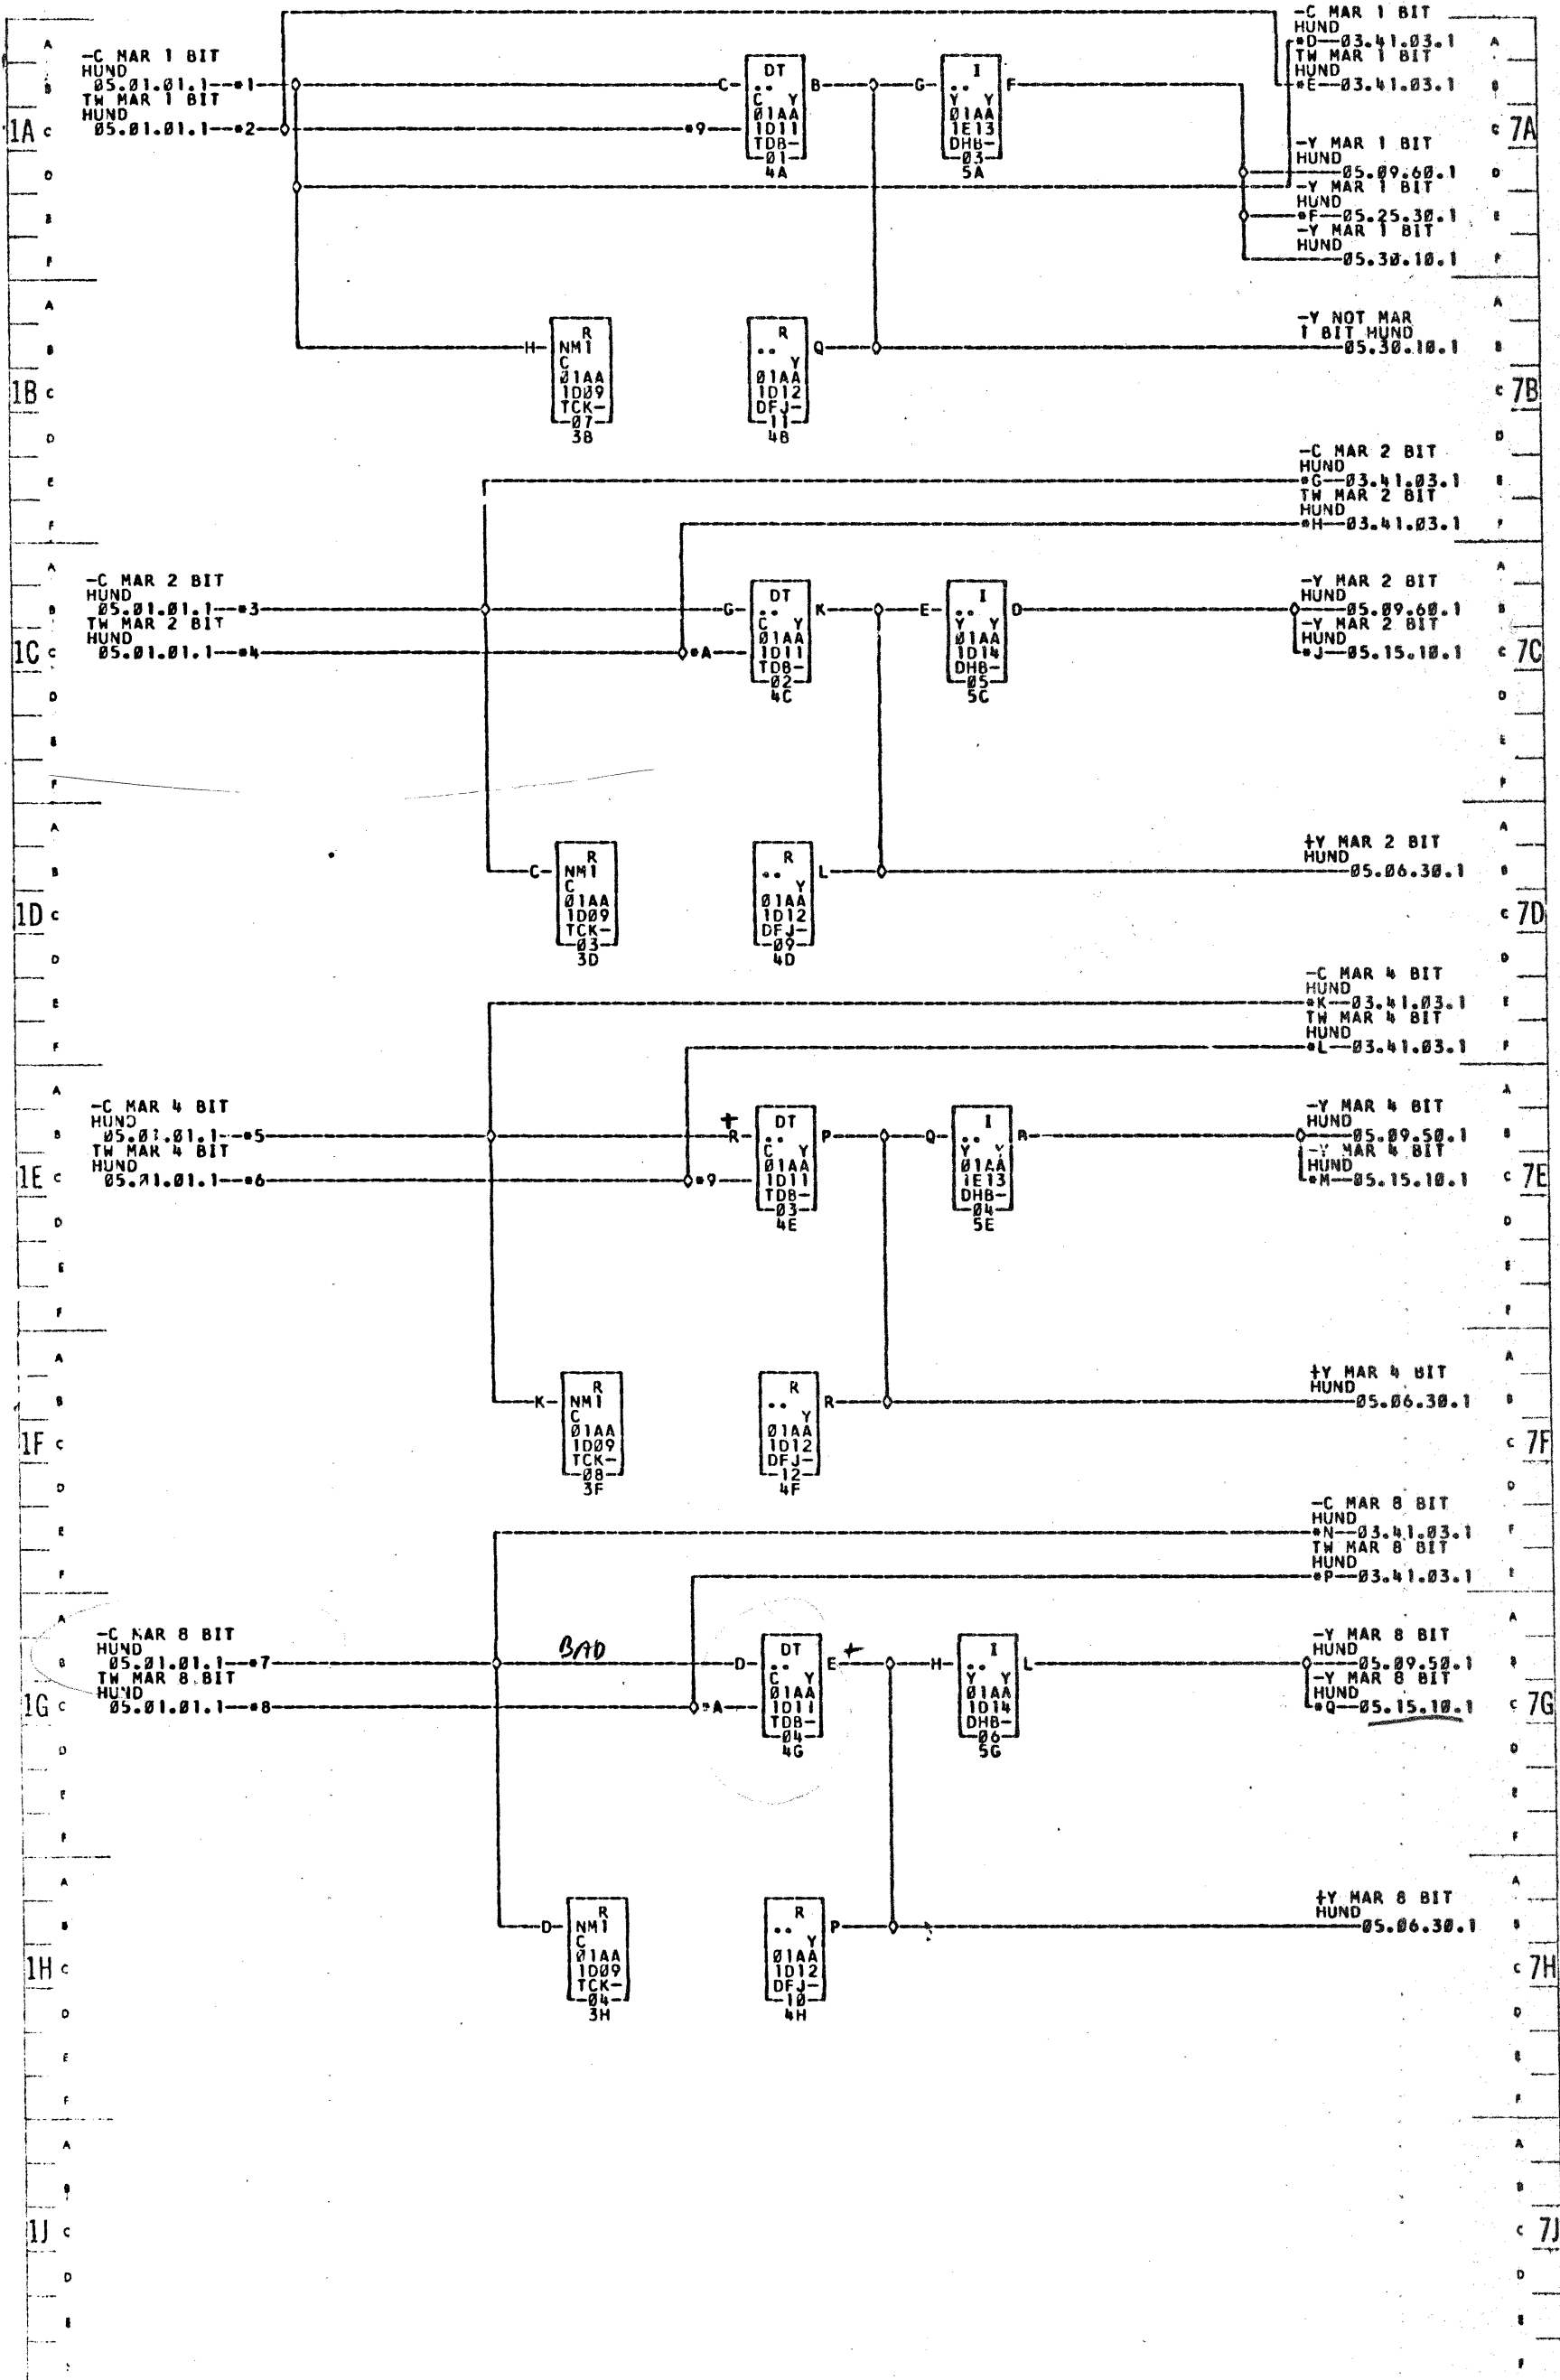 -C MAR 1 BIT
HUND
05.01.01.1—*1
TW MAR 1 BIT
HUND
05.01.01.1—*2
C
*9
DT
..
C Y
01AA
1D11
TDB-
01
4A
B
G
I
..
Y Y
01AA
1E13
DHB-
03
5A
F
-C MAR 1 BIT
HUND
*D—03.41.03.1
TW MAR 1 BIT
HUND
*E—03.41.03.1
-Y MAR 1 BIT
HUND
05.09.60.1
-Y MAR 1 BIT
HUND
*F—05.25.30.1
-Y MAR 1 BIT
HUND
05.30.10.1
1A
7A
H
R
NM1
C
01AA
1D09
TCK-
07
3B
R
..
Y
01AA
1D12
DFJ-
11
4B
Q
-Y NOT MAR
1 BIT HUND
05.30.10.1
1B
7B
-C MAR 2 BIT
HUND
*G—03.41.03.1
TW MAR 2 BIT
HUND
*H—03.41.03.1
-C MAR 2 BIT
HUND
05.01.01.1—*3
TW MAR 2 BIT
HUND
05.01.01.1—*4
G
*A
DT
..
C Y
01AA
1D11
TDB-
02
4C
K
E
I
..
Y Y
01AA
1D14
DHB-
05
5C
D
-Y MAR 2 BIT
HUND
05.09.60.1
-Y MAR 2 BIT
HUND
*J—05.15.10.1
1C
7C
C
R
NM1
C
01AA
1D09
TCK-
03
3D
R
..
Y
01AA
1D12
DFJ-
09
4D
L
+Y MAR 2 BIT
HUND
05.06.30.1
1D
7D
-C MAR 4 BIT
HUND
*K—03.41.03.1
TW MAR 4 BIT
HUND
*L—03.41.03.1
-C MAR 4 BIT
HUND
05.01.01.1—*5
TW MAR 4 BIT
HUND
05.01.01.1—*6
+
R
*9
DT
..
C Y
01AA
1D11
TDB-
03
4E
P
Q
I
..
Y Y
01AA
1E13
DHB-
04
5E
-Y MAR 4 BIT
HUND
05.09.50.1
-Y MAR 4 BIT
HUND
*M—05.15.10.1
1E
7E
K
R
NM1
C
01AA
1D09
TCK-
08
3F
R
..
Y
01AA
1D12
DFJ-
12
4F
R
+Y MAR 4 BIT
HUND
05.06.30.1
1F
7F
-C MAR 8 BIT
HUND
*N—03.41.03.1
TW MAR 8 BIT
HUND
*P—03.41.03.1
-C MAR 8 BIT
HUND
05.01.01.1—*7
TW MAR 8 BIT
HUND
05.01.01.1—*8
BAD
D
*A
DT
..
C Y
01AA
1D11
TDB-
04
4G
E
+
H
I
..
Y Y
01AA
1D14
DHB-
06
5G
L
-Y MAR 8 BIT
HUND
05.09.50.1
-Y MAR 8 BIT
HUND
*Q—05.15.10.1
1G
7G
D
R
NM1
C
01AA
1D09
TCK-
04
3H
R
..
Y
01AA
1D12
DFJ-
10
4H
P
+Y MAR 8 BIT
HUND
05.06.30.1
1H
7H
1J
7J